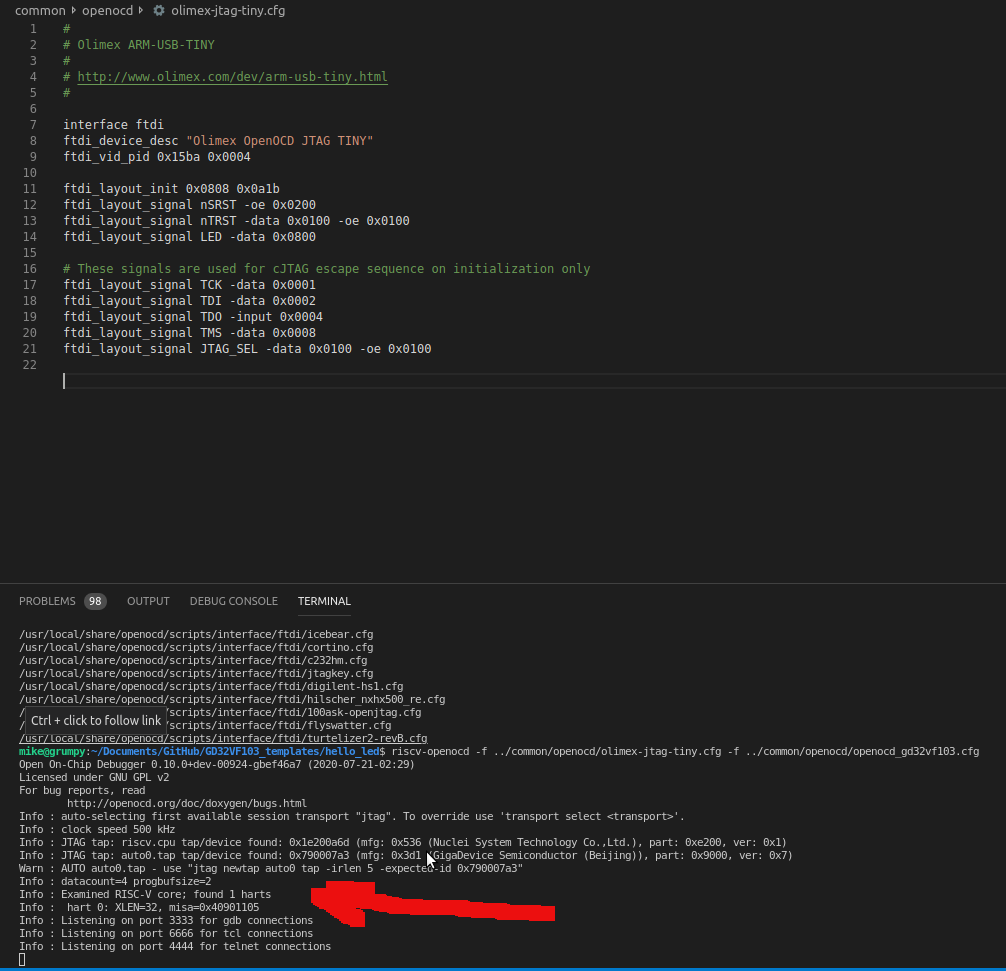 common openocd olimex-jtag-tiny.cfg
1 #
2 # Olimex ARM-USB-TINY
3 #
4 # http://www.olimex.com/dev/arm-usb-tiny.html
5 #
6
7 interface ftdi
8 ftdi_device_desc "Olimex OpenOCD JTAG TINY"
9 ftdi_vid_pid 0x15ba 0x0004
10
11 ftdi_layout_init 0x0808 0x0a1b
12 ftdi_layout_signal nSRST -oe 0x0200
13 ftdi_layout_signal nTRST -data 0x0100 -oe 0x0100
14 ftdi_layout_signal LED -data 0x0800
15
16 # These signals are used for cJTAG escape sequence on initialization only
17 ftdi_layout_signal TCK -data 0x0001
18 ftdi_layout_signal TDI -data 0x0002
19 ftdi_layout_signal TDO -input 0x0004
20 ftdi_layout_signal TMS -data 0x0008
21 ftdi_layout_signal JTAG_SEL -data 0x0100 -oe 0x0100
22
PROBLEMS 98 OUTPUT DEBUG CONSOLE TERMINAL
/usr/local/share/openocd/scripts/interface/ftdi/icebear.cfg
/usr/local/share/openocd/scripts/interface/ftdi/cortino.cfg
/usr/local/share/openocd/scripts/interface/ftdi/c232hm.cfg
/usr/local/share/openocd/scripts/interface/ftdi/jtagkey.cfg
/usr/local/share/openocd/scripts/interface/ftdi/digilent-hs1.cfg
/usr/local/share/openocd/scripts/interface/ftdi/hilscher_nxhx500_re.cfg
/ /scripts/interface/ftdi/100ask-openjtag.cfg
Ctrl + click to follow link
/ /scripts/interface/ftdi/flyswatter.cfg
/usr/local/share/openocd/scripts/interface/ftdi/turtelizer2-revB.cfg
mike@grumpy:~/Documents/GitHub/GD32VF103_templates/hello_led$ riscv-openocd -f ../common/openocd/olimex-jtag-tiny.cfg -f ../common/openocd/openocd_gd32vf103.cfg
Open On-Chip Debugger 0.10.0+dev-00924-gbef46a7 (2020-07-21-02:29)
Licensed under GNU GPL v2
For bug reports, read
http://openocd.org/doc/doxygen/bugs.html
Info : auto-selecting first available session transport "jtag". To override use 'transport select <transport>'.
Info : clock speed 500 kHz
Info : JTAG tap: riscv.cpu tap/device found: 0x1e200a6d (mfg: 0x536 (Nuclei System Technology Co.,Ltd.), part: 0xe200, ver: 0x1)
Info : JTAG tap: auto0.tap tap/device found: 0x790007a3 (mfg: 0x3d1 (GigaDevice Semiconductor (Beijing)), part: 0x9000, ver: 0x7)
Warn : AUTO auto0.tap - use "jtag newtap auto0 tap -irlen 5 -expected-id 0x790007a3"
Info : datacount=4 progbufsize=2
Info : Examined RISC-V core; found 1 harts
Info :  hart 0: XLEN=32, misa=0x40901105
Info : Listening on port 3333 for gdb connections
Info : Listening on port 6666 for tcl connections
Info : Listening on port 4444 for telnet connections